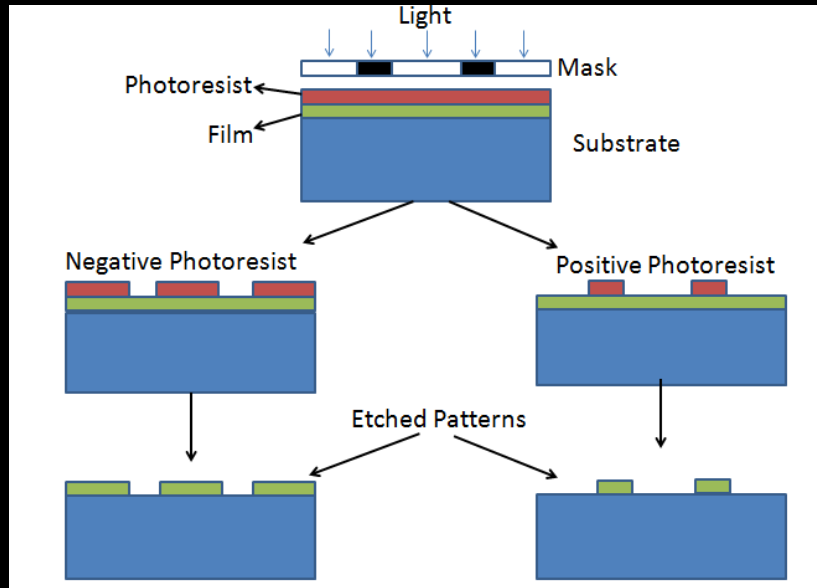 Light
Mask
Photoresist
Film
Substrate
Negative Photoresist
Positive Photoresist
Etched Patterns